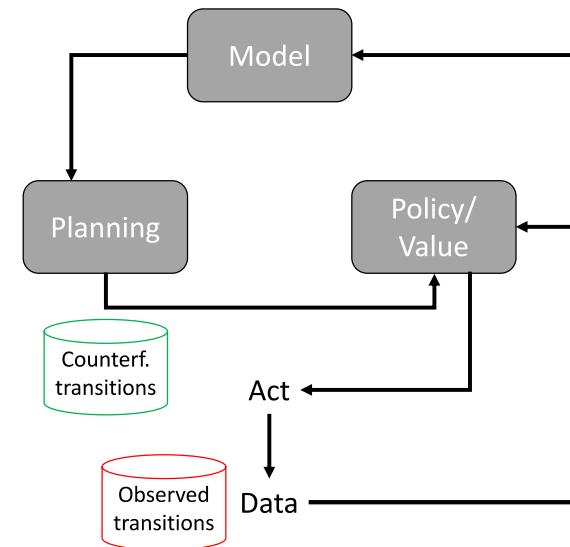 Model
Planning
Policy/
Value
Counterf.
transitions
Act
Observed
transitions
Data